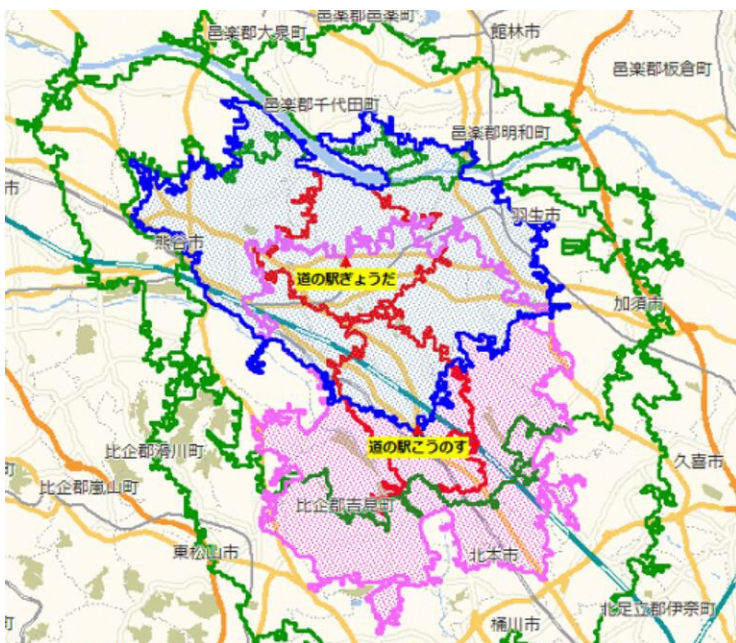 邑楽郡邑楽町
邑楽郡大泉町
館林市
邑楽郡板倉町
邑楽郡千代田町
邑楽郡明和町
市
羽生市
熊谷市
道の駅ぎょうだ
加須市
道の駅こうのす
比企郡滑川町
久喜市
町
比企郡嵐山町
比企郡吉見町
東松山市
北本市
北足立郡伊奈町
町
桶川市